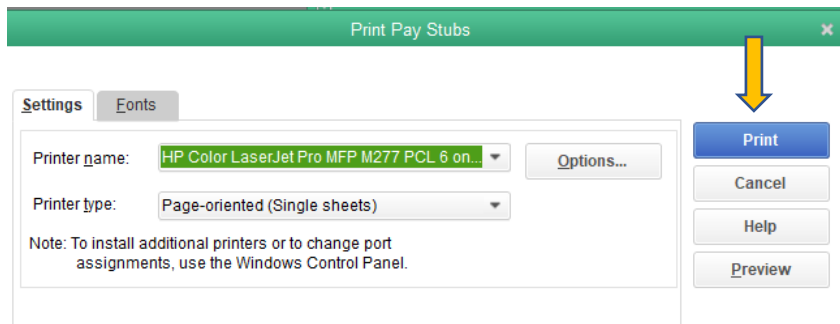 Print Pay Stubs
Settings
Fonts
Printer name:
HP Color LaserJet Pro MFP M277 PCL 6 on...
Options...
Printer type:
Page-oriented (Single sheets)
Note: To install additional printers or to change port
assignments, use the Windows Control Panel.
Print
Cancel
Help
Preview